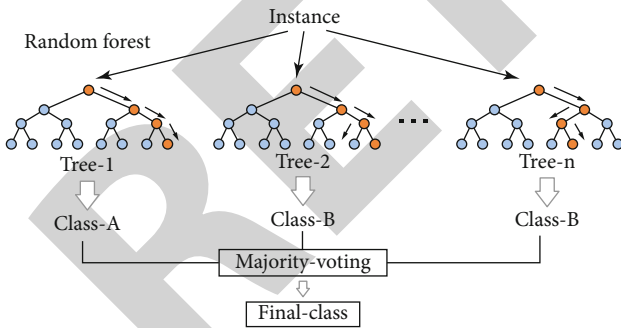 Instance
Random forest
Tree-1 Tree-2 Tree-n
Class-A Class-B Class-B
Majority-voting
Final-class